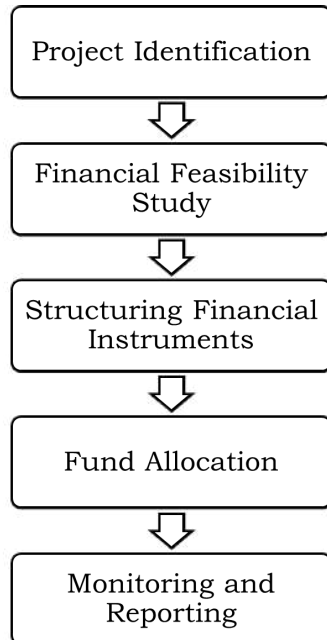 Project Identification
Financial Feasibility
Study
Structuring Financial
Instruments
Fund Allocation
Monitoring and
Reporting